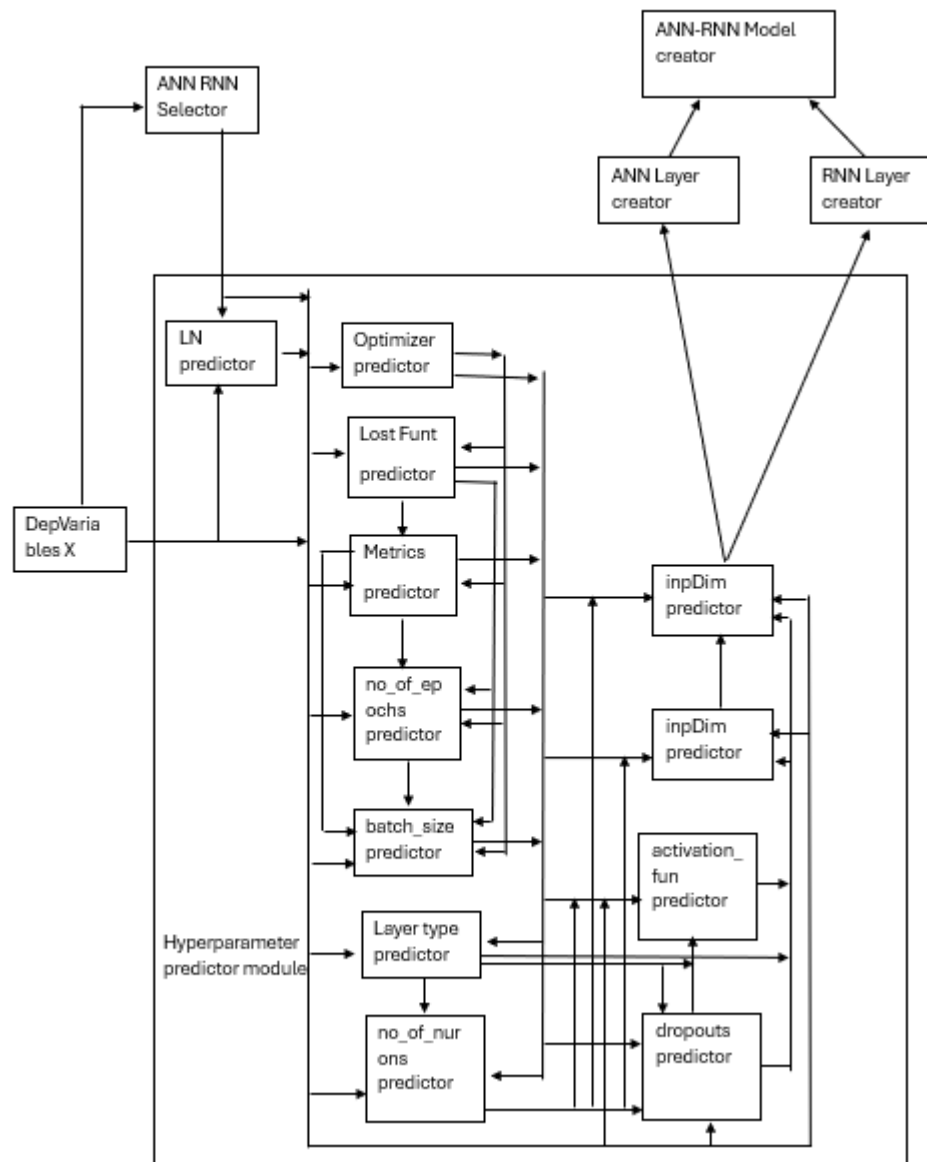 ANN-RNN Model
creator
ANN RNN
Selector
ANN Layer
creator
RNN Layer
creator
LN
predictor
Optimizer
predictor
Lost Funt
predictor
DepVaria
bles X
Metrics
predictor
inpDim
predictor
no_of_ep
ochs
predictor
inpDim
predictor
batch_size
predictor
activation_
fun
predictor
Hyperparameter
predictor module
Layer type
predictor
no_of_nur
ons
predictor
dropouts
predictor